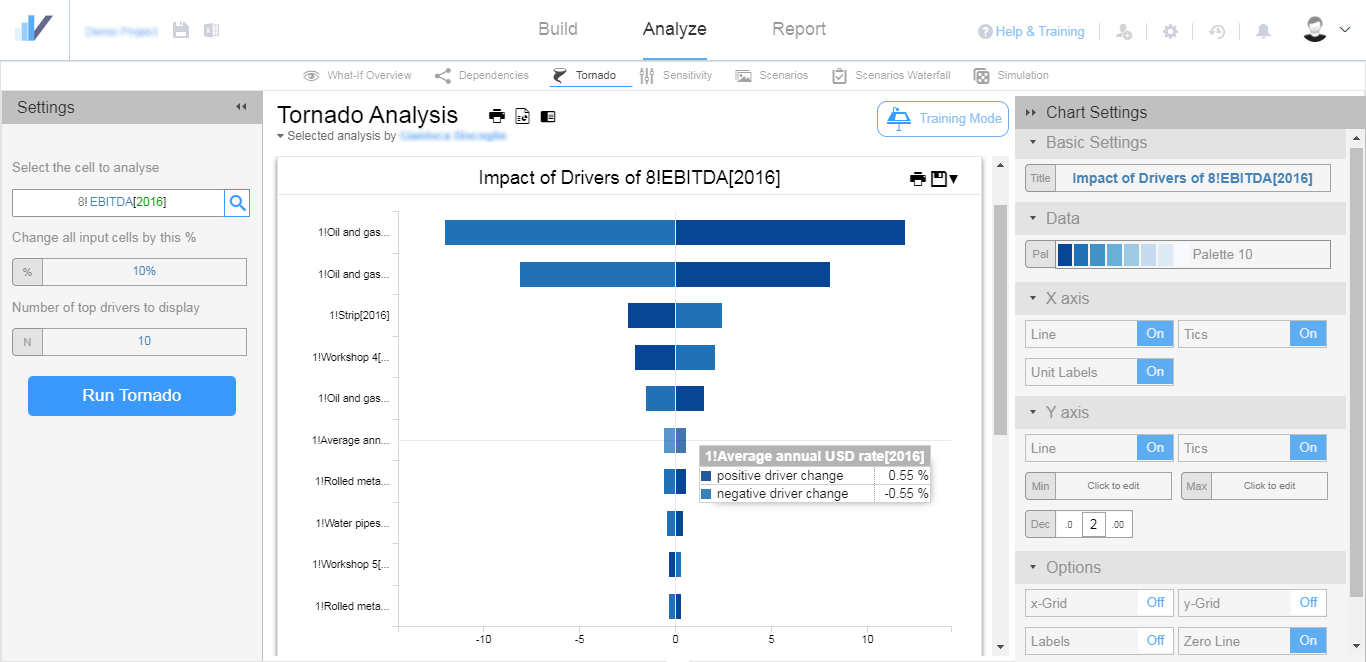 Build
Analyze
Report
? Help & Training
What-If Overview
Dependencies
Tornado
Sensitivity
Scenarios
Scenarios Waterfall
Simulation
Settings
Select the cell to analyse
8! EBITDA[2016]
Change all input cells by this %
% 10%
Number of top drivers to display
N 10
Run Tornado
Tornado Analysis
Selected analysis by
Training Mode
Impact of Drivers of 8!EBITDA[2016]
1!Oil and gas...
1!Oil and gas...
1!Strip[2016]
1!Workshop 4[...
1!Oil and gas...
1!Average ann...
1!Rolled meta...
1!Water pipes...
1!Workshop 5[...
1!Rolled meta...
1!Average annual USD rate[2016]
positive driver change 0.55 %
negative driver change -0.55 %
-10 -5 0 5 10
Chart Settings
Basic Settings
Title Impact of Drivers of 8!EBITDA[2016]
Data
Pal Palette 10
X axis
Line On Tics On
Unit Labels On
Y axis
Line On Tics On
Min Click to edit Max Click to edit
Dec .0 2 .00
Options
x-Grid Off y-Grid Off
Labels Off Zero Line On